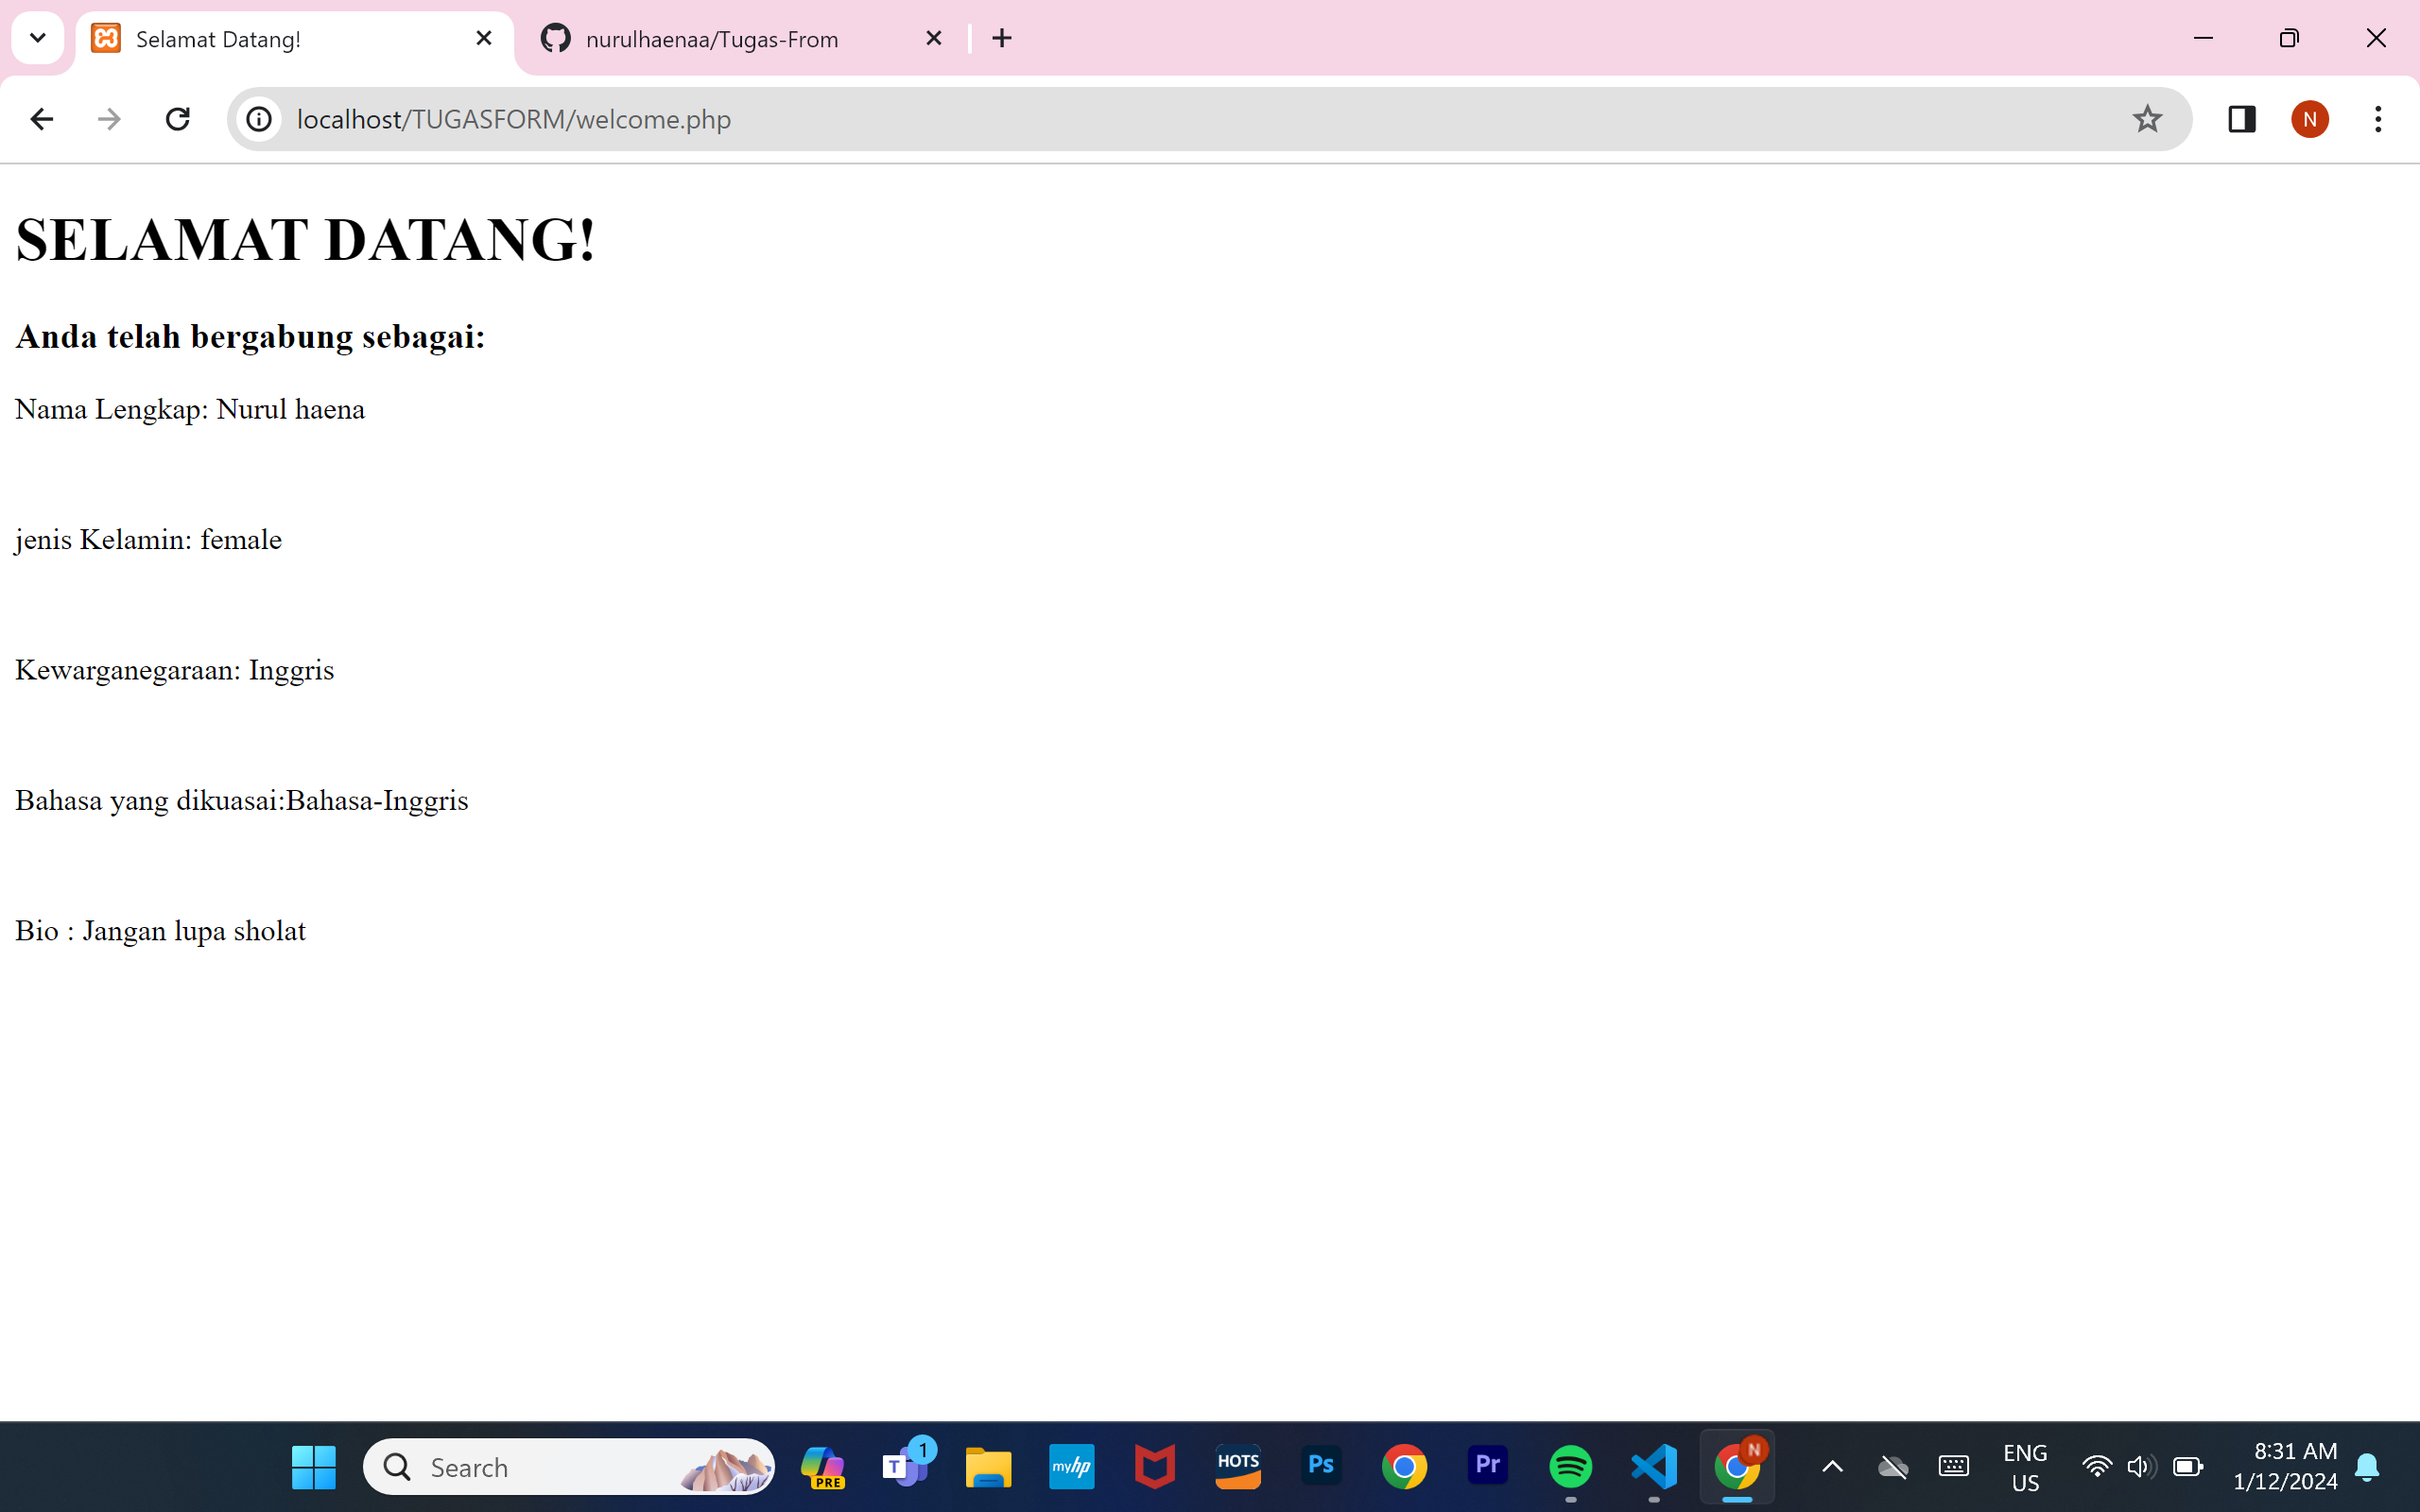 Selamat Datang!
nurulhaenaa/Tugas-From
localhost/TUGASFORM/welcome.php
N
SELAMAT DATANG!
Anda telah bergabung sebagai:
Nama Lengkap: Nurul haena
jenis Kelamin: female
Kewarganegaraan: Inggris
Bahasa yang dikuasai:Bahasa-Inggris
Bio : Jangan lupa sholat
Search
PRE
T
1
myhp
HOTS
Ps
Pr
N
ENG
US
8:31 AM
1/12/2024